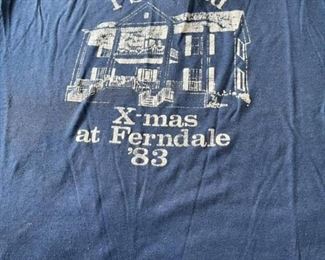 X-mas
at Ferndale
'83